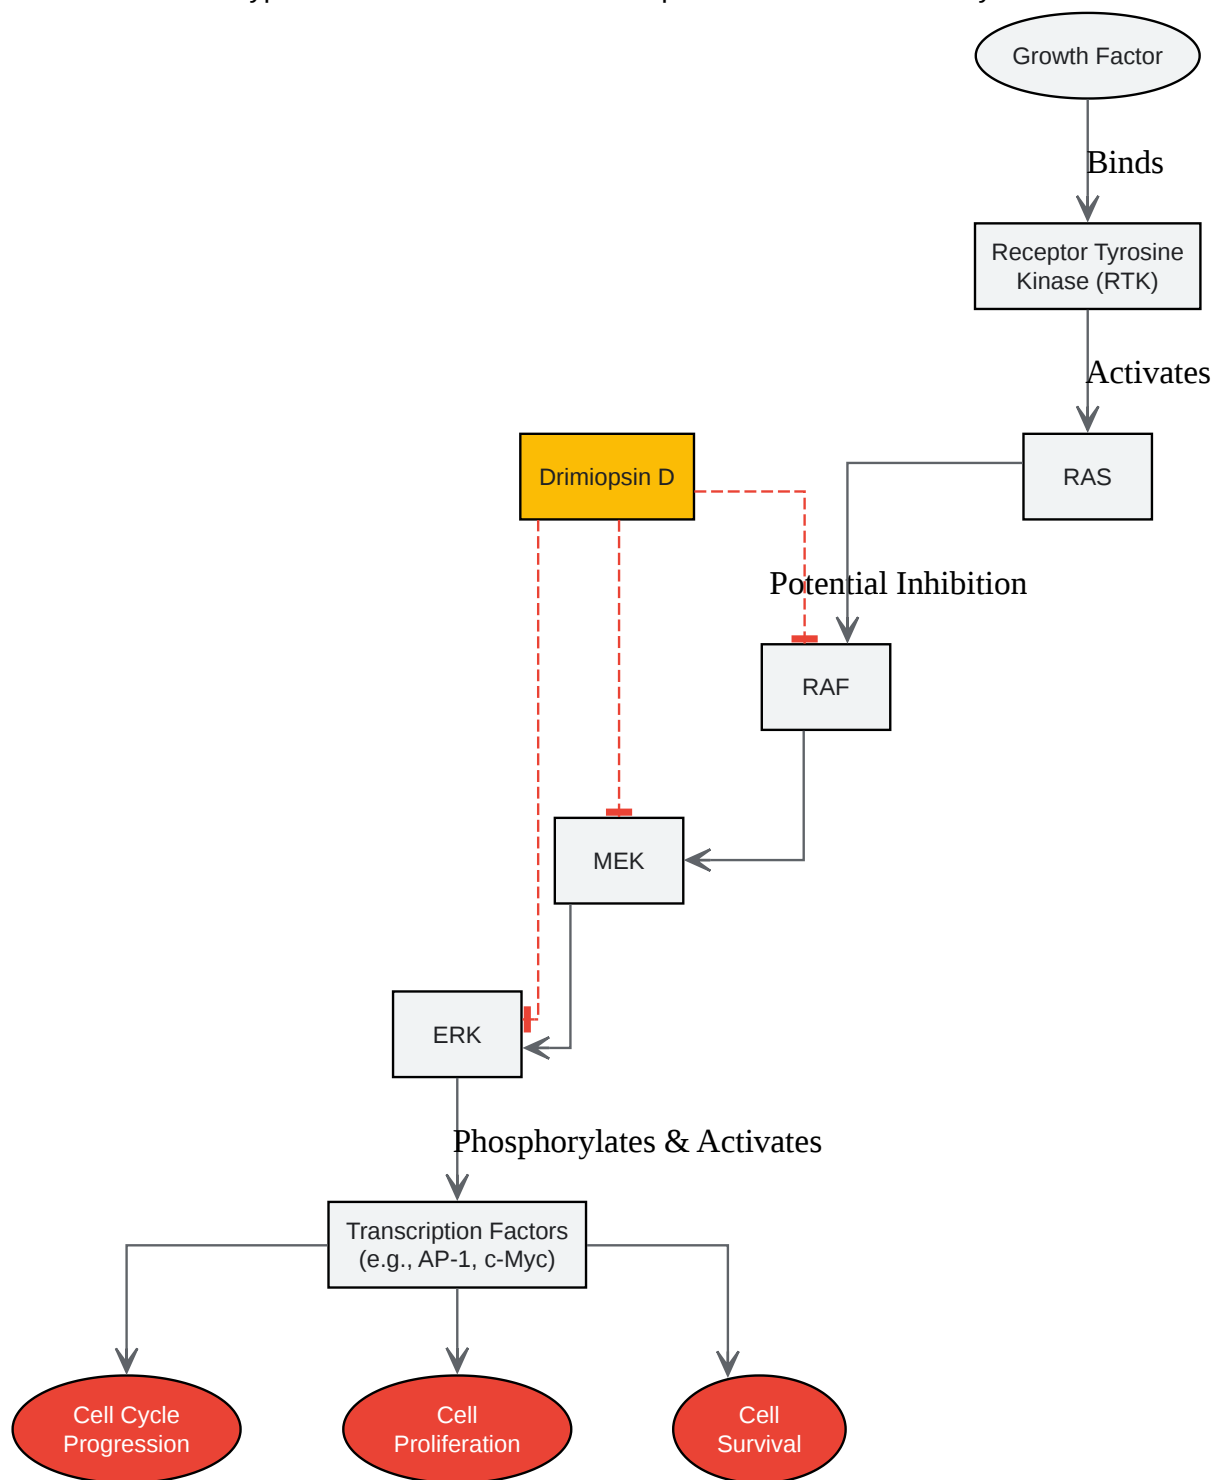 Growth Factor
Binds
Receptor Tyrosine
Kinase (RTK)
Activates
Drimiopsin D
RAS
Potential Inhibition
RAF
MEK
ERK
Phosphorylates & Activates
Transcription Factors
(e.g., AP-1, c-Myc)
Cell Cycle
Progression
Cell
Proliferation
Cell
Survival